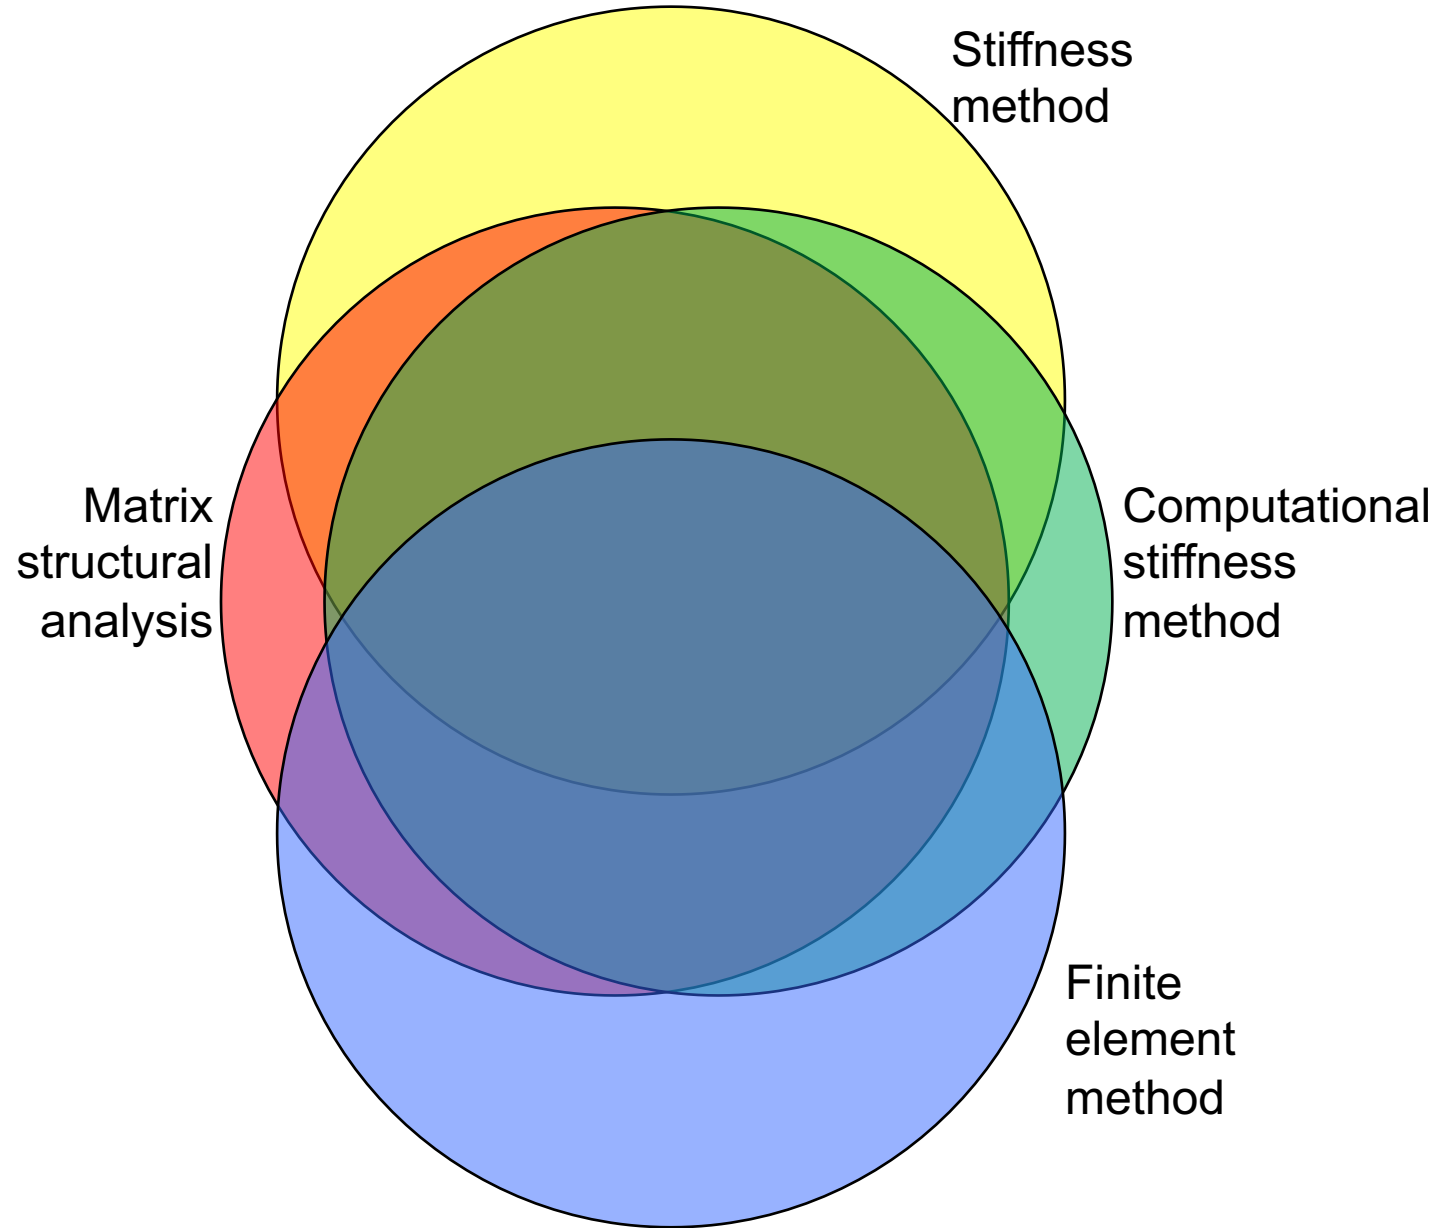 Stiffness
method
Matrix
structural
analysis
Computational
stiffness
method
Finite
element
method